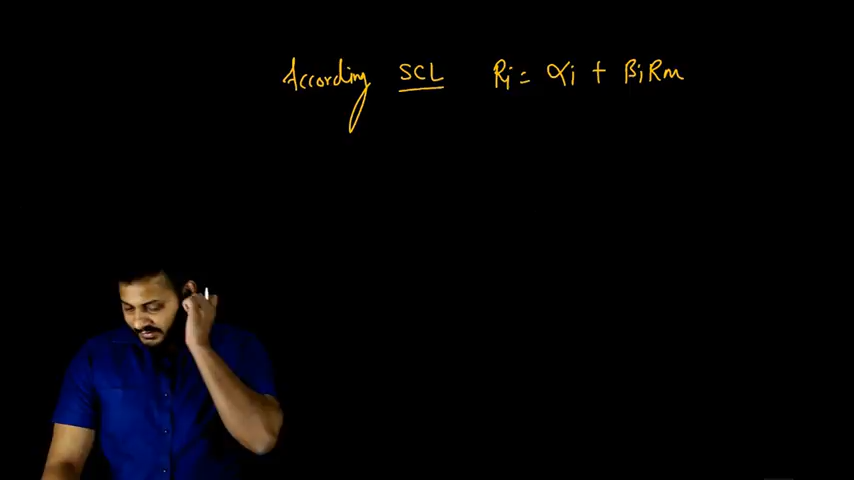 According SCL Ri = αi + βiRm